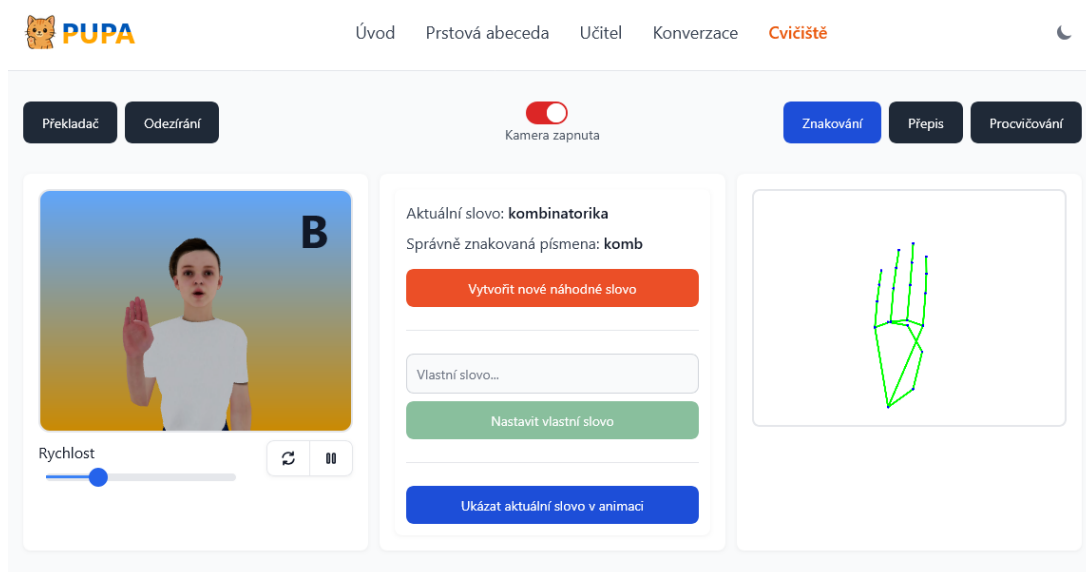 PUPA
Úvod Prstová abeceda Učitel Konverzace Cvičiště
Překladač Odezírání
Kamera zapnuta
Znakování Přepis Procvičování
B
Rychlost
Aktuální slovo: kombinatorika
Správně znakovaná písmena: komb
Vytvořit nové náhodné slovo
Vlastní slovo...
Nastavit vlastní slovo
Ukázat aktuální slovo v animaci